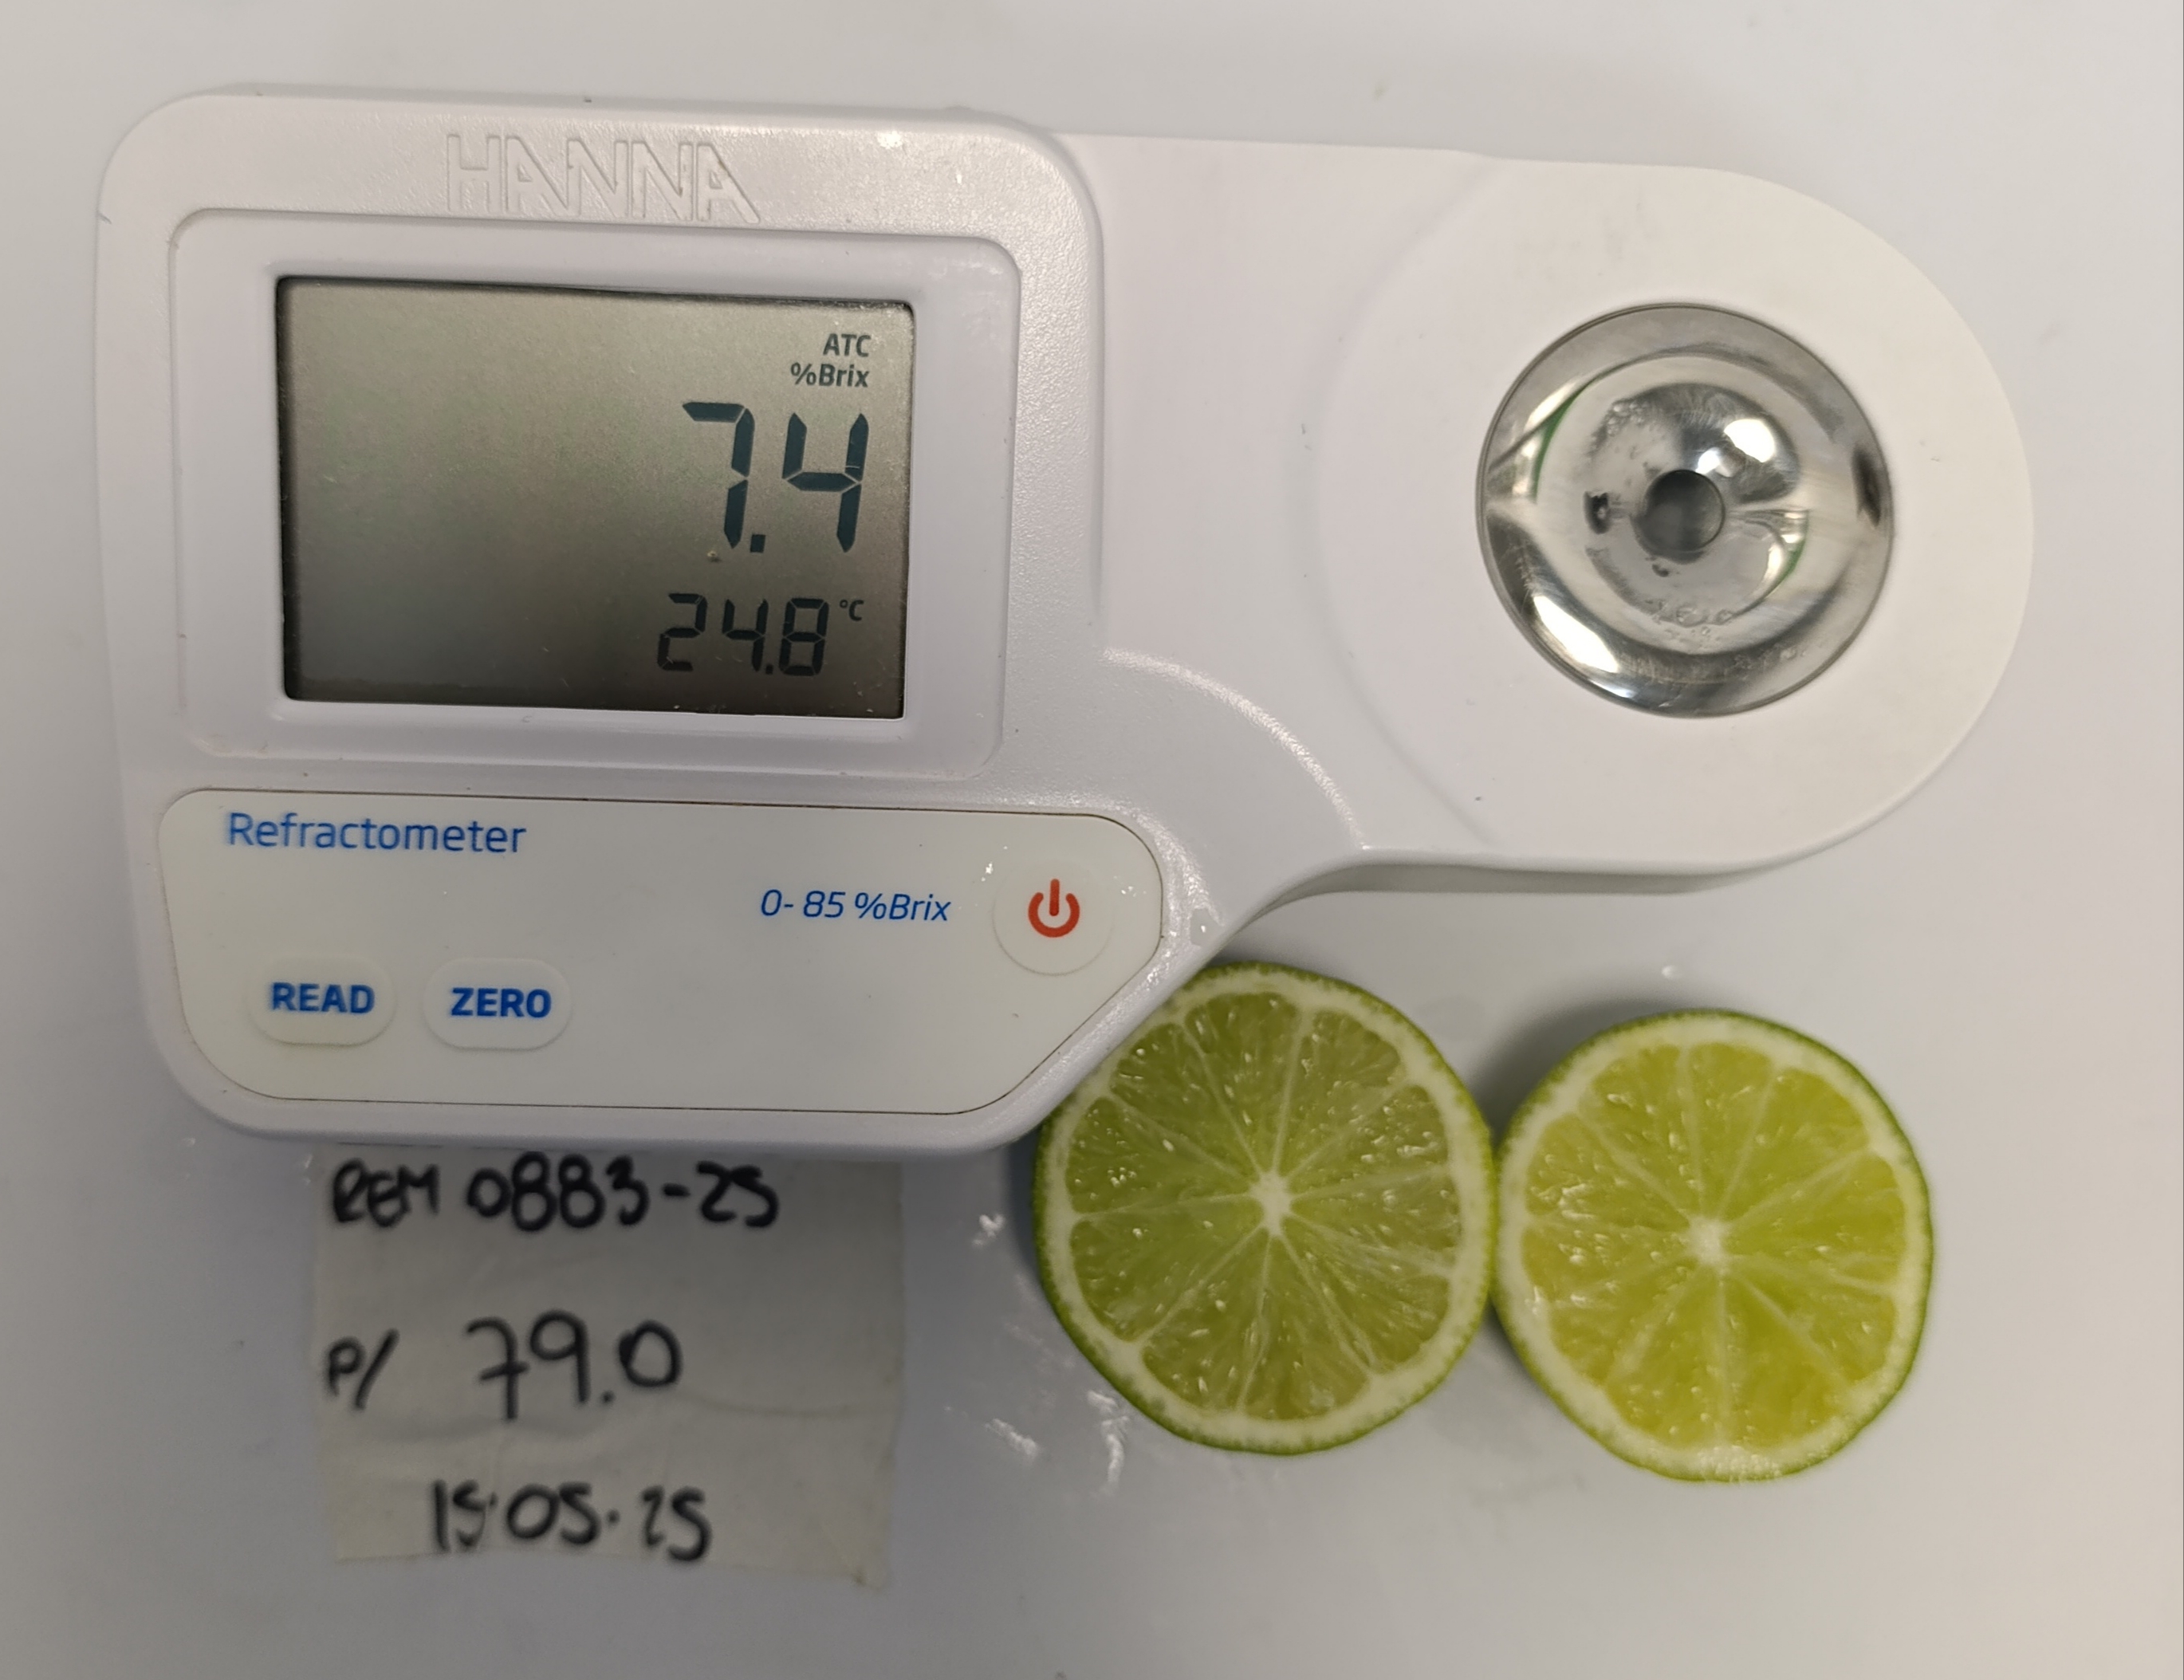 HANNA
ATC
%Brix
7.4
24.8 °C
Refractometer
0-85 %Brix
READ ZERO
REM 0883-25
P/ 79.0
15.05.25